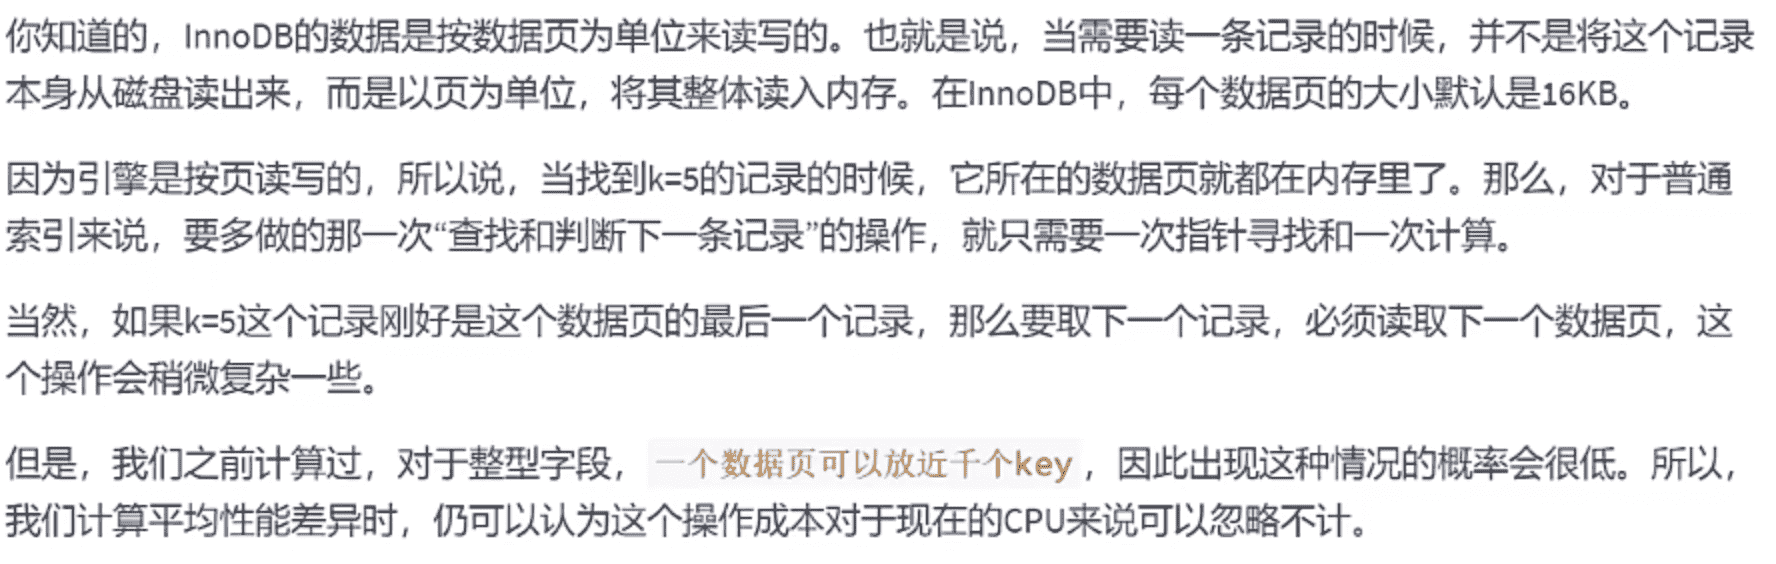 你知道的，InnoDB的数据是按数据页为单位来读写的。也就是说，当需要读一条记录的时候，并不是将这个记录
本身从磁盘读出来，而是以页为单位，将其整体读入内存。在InnoDB中，每个数据页的大小默认是16KB。
因为引擎是按页读写的，所以说，当找到k=5的记录的时候，它所在的数据页就都在内存里了。那么，对于普通
索引来说，要多做的那一次“查找和判断下一条记录”的操作，就只需要一次指针寻找和一次计算。
当然，如果k=5这个记录刚好是这个数据页的最后一个记录，那么要取下一个记录，必须读取下一个数据页，这
个操作会稍微复杂一些。
但是，我们之前计算过，对于整型字段，一个数据页可以放近千个key，因此出现这种情况的概率会很低。所以，
我们计算平均性能差异时，仍可以认为这个操作成本对于现在的CPU来说可以忽略不计。